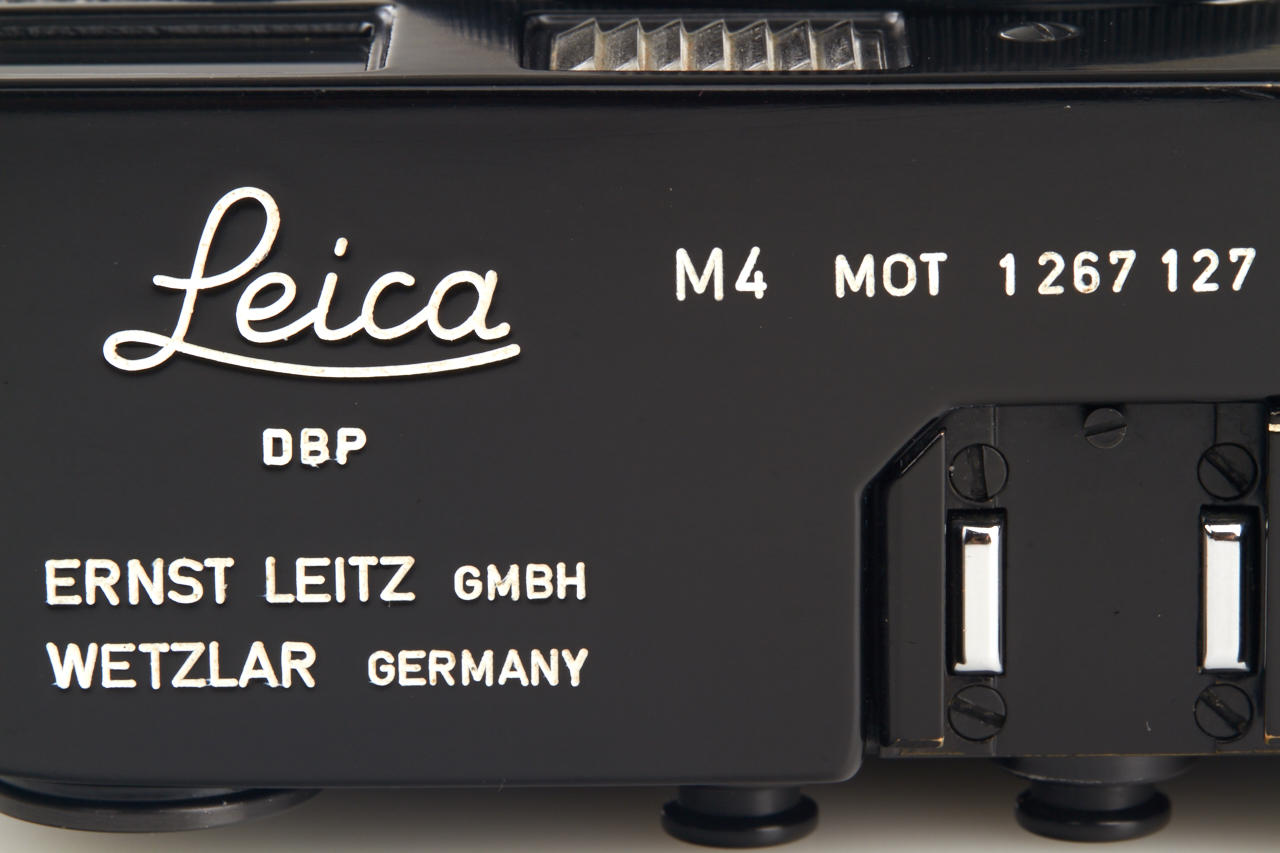 Leica
DBP
ERNST LEITZ GMBH
WETZLAR GERMANY
M4 MOT 1267127